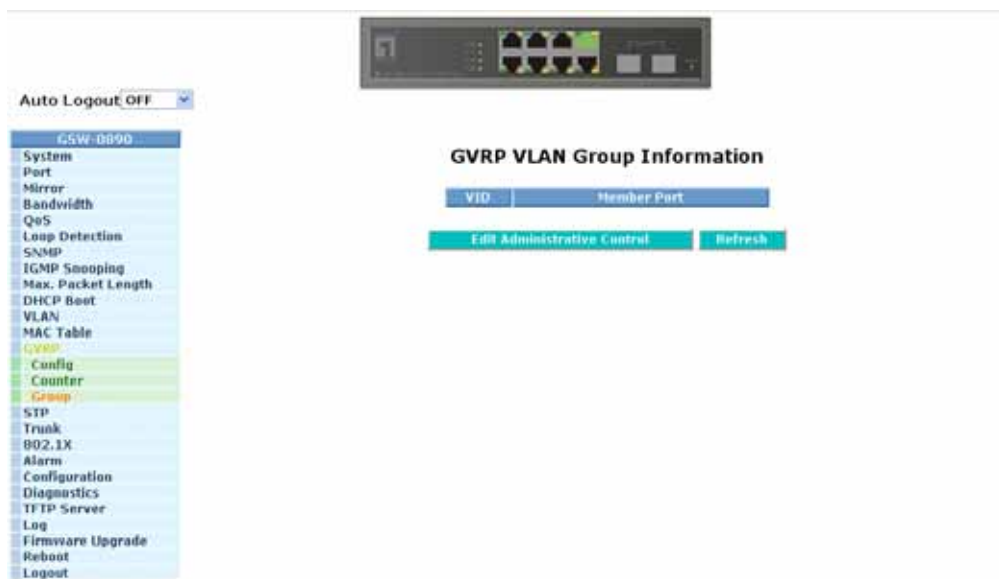 Auto Logout OFF
GSW-0890
System
Port
Mirror
Bandwidth
QoS
Loop Detection
SNMP
IGMP Snooping
Max. Packet Length
DHCP Boot
VLAN
MAC Table
GVRP
Config
Counter
Group
STP
Trunk
802.1X
Alarm
Configuration
Diagnostics
TFTP Server
Log
Firmware Upgrade
Reboot
Logout
GVRP VLAN Group Information
VID Member Port
Edit Administrative Control Refresh